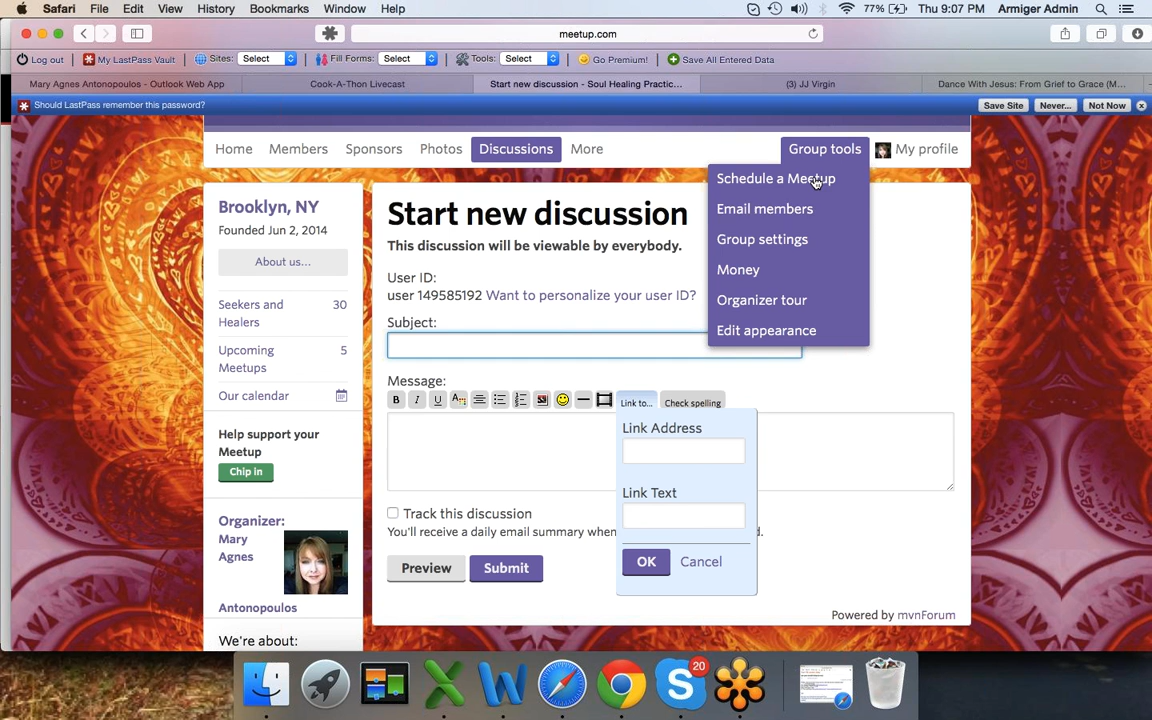 Safari File Edit View History Bookmarks Window Help 77% Thu 9:07 PM Armiger Admin
meetup.com
Log out My LastPass Vault Sites: Select Fill Forms: Select Tools: Select Go Premium! Save All Entered Data
Mary Agnes Antonopoulos - Outlook Web App Cook-A-Thon Livecast Start new discussion - Soul Healing Practic... (3) JJ Virgin Dance With Jesus: From Grief to Grace (M...
Should LastPass remember this password? Save Site Never... Not Now
Home Members Sponsors Photos Discussions More Group tools My profile
Schedule a Meetup
Email members
Group settings
Money
Organizer tour
Edit appearance
Brooklyn, NY
Founded Jun 2, 2014
About us...
Seekers and 30
Healers
Upcoming 5
Meetups
Our calendar
Help support your
Meetup
Chip in
Organizer:
Mary
Agnes
Antonopoulos
We're about:
Start new discussion
This discussion will be viewable by everybody.
User ID:
user 149585192 Want to personalize your user ID?
Subject:
Message:
B I U Link to... Check spelling
Link Address
Link Text
OK Cancel
Track this discussion
You'll receive a daily email summary when d.
Preview Submit
Powered by mvnForum
20